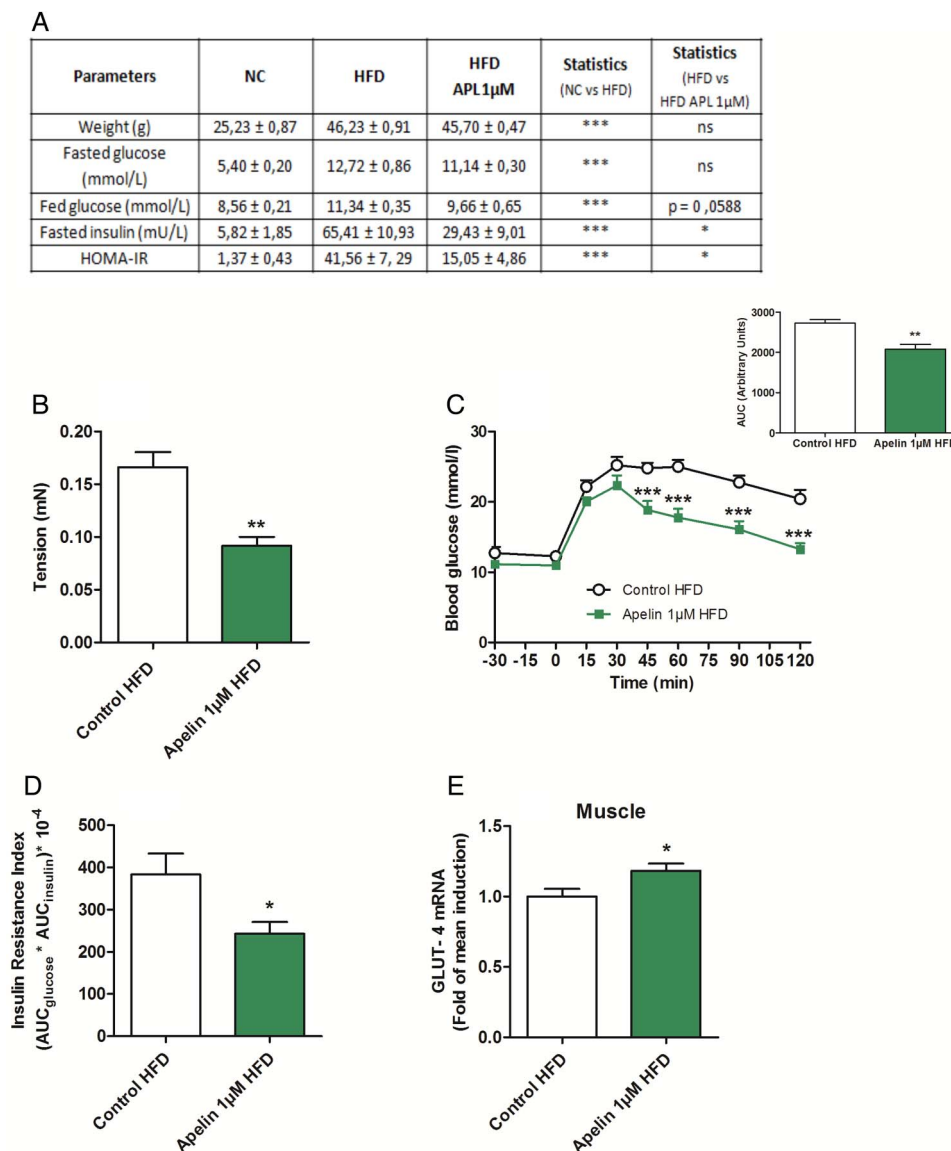 A
Parameters NC HFD HFD APL1μM Statistics (NC vs HFD) Statistics (HFD vs HFD APL 1μM)
Weight (g) 25,23 ± 0,87 46,23 ± 0,91 45,70 ± 0,47 *** ns
Fasted glucose (mmol/L) 5,40 ± 0,20 12,72 ± 0,86 11,14 ± 0,30 *** ns
Fed glucose (mmol/L) 8,56 ± 0,21 11,34 ± 0,35 9,66 ± 0,65 *** p = 0 ,0588
Fasted insulin (mU/L) 5,82 ± 1,85 65,41 ± 10,93 29,43 ± 9,01 *** *
HOMA-IR 1,37 ± 0,43 41,56 ± 7, 29 15,05 ± 4,86 *** *
B
Tension (mN)
0.20
0.15
0.10
0.05
0.00
**
Control HFD
Apelin 1μM HFD
C
AUC (Arbitrary Units)
3000
2000
1000
0
**
Control HFD Apelin 1μM HF
Blood glucose (mmol/l)
30
20
10
0
*** *** *** ***
Control HFD
Apelin 1μM HFD
-30 -15 0 15 30 45 60 75 90 105 120
Time (min)
D
Insulin Resistance Index
(AUCglucose * AUCinsulin)* 10-4
500
400
300
200
100
0
*
Control HFD
Apelin 1μM HFD
E
Muscle
GLUT- 4 mRNA
(Fold of mean induction)
1.5
1.0
0.5
0.0
*
Control HFD
Apelin 1μM HFD